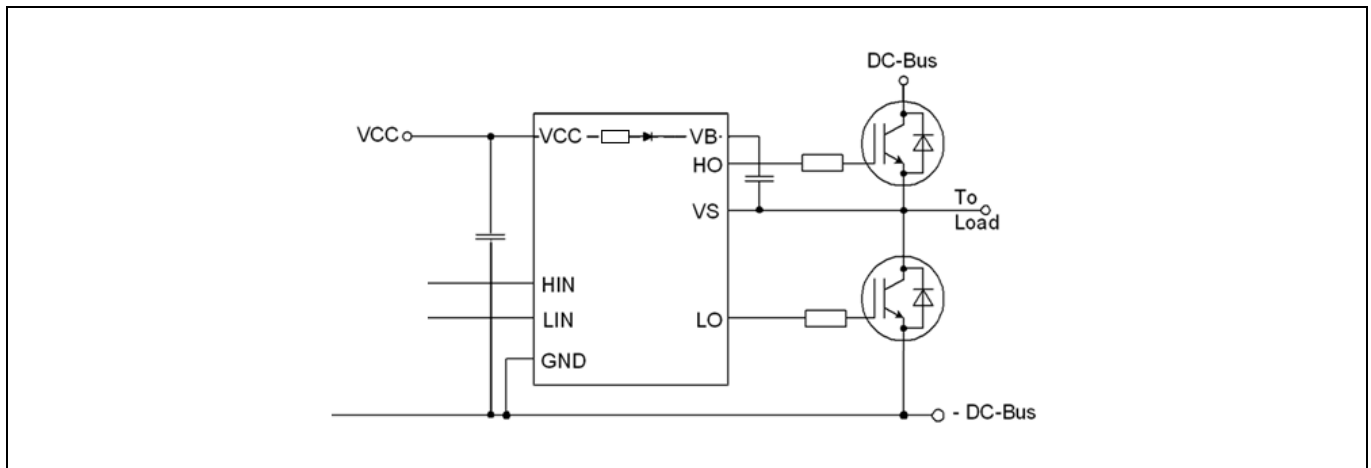 DC-Bus
VCC
VCC
VB
HO
To
Load
VS
HIN
LIN
LO
GND
- DC-Bus